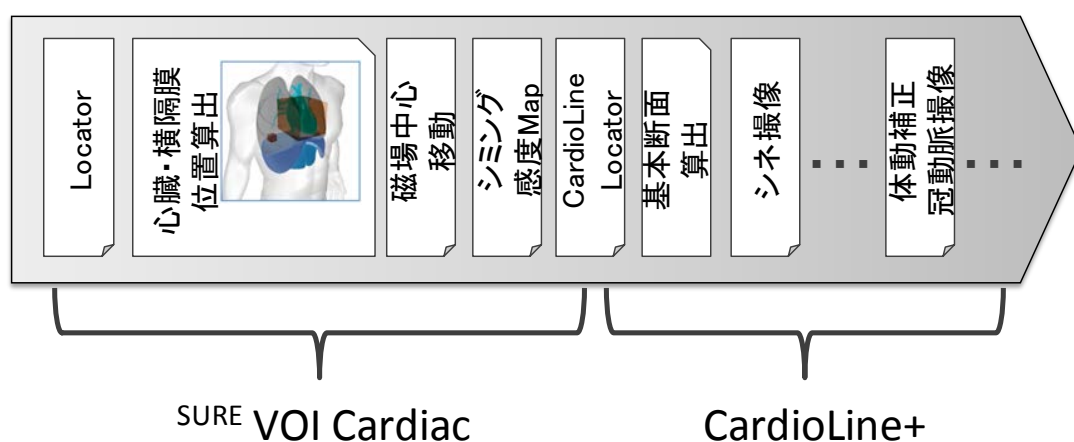 Locator
心臓・横隔膜
位置算出
磁場中心
移動
シミング
感度Map
CardioLine
Locator
基本断面
算出
シネ撮像
...
体動補正
冠動脈撮像
...
SURE VOI Cardiac
CardioLine+